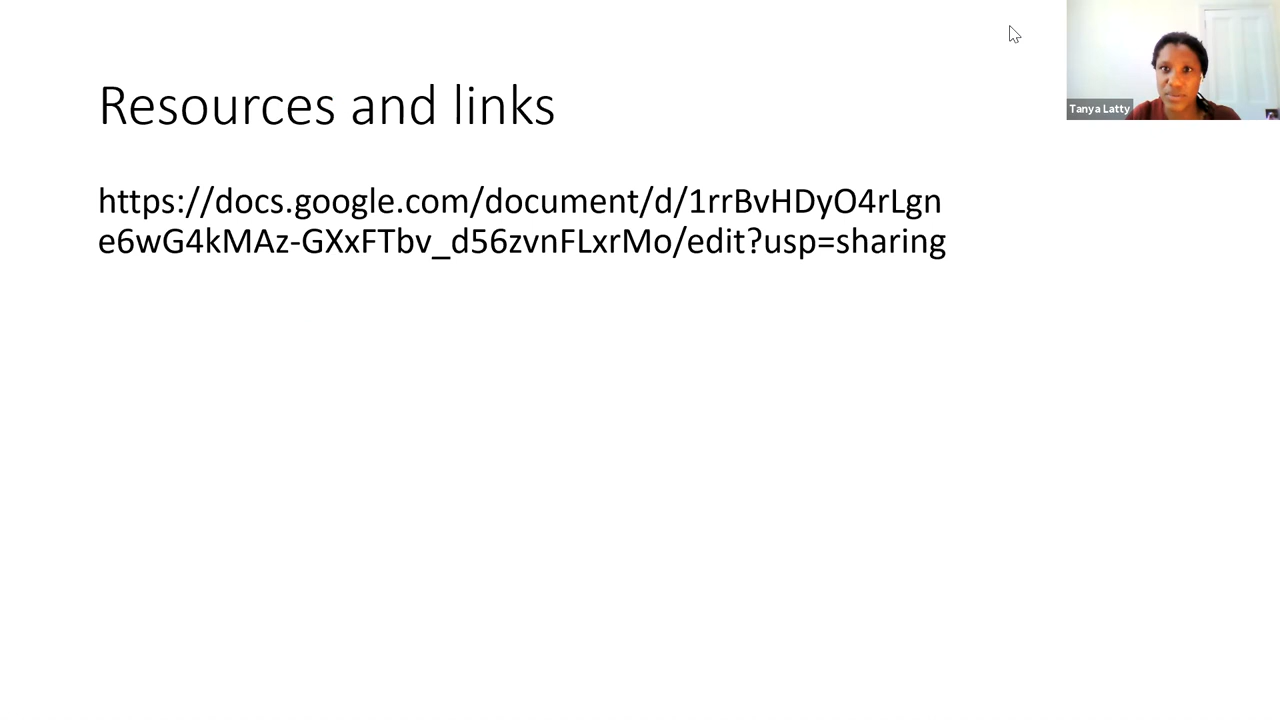 Resources and links
https://docs.google.com/document/d/1rrBvHDyO4rLgn
e6wG4kMAz-GXxFTbv_d56zvnFLxrMo/edit?usp=sharing
Tanya Latty